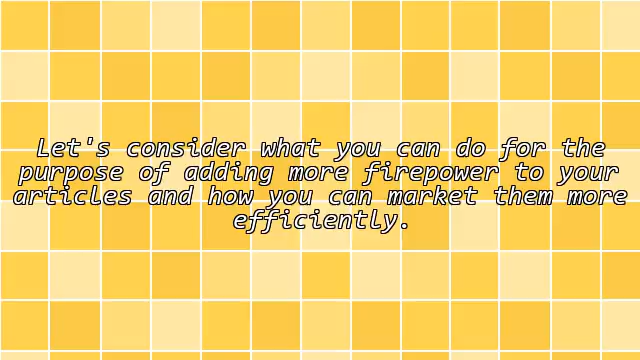 Let's consider what you can do for the
purpose of adding more firepower to your
articles and how you can market them more
efficiently.